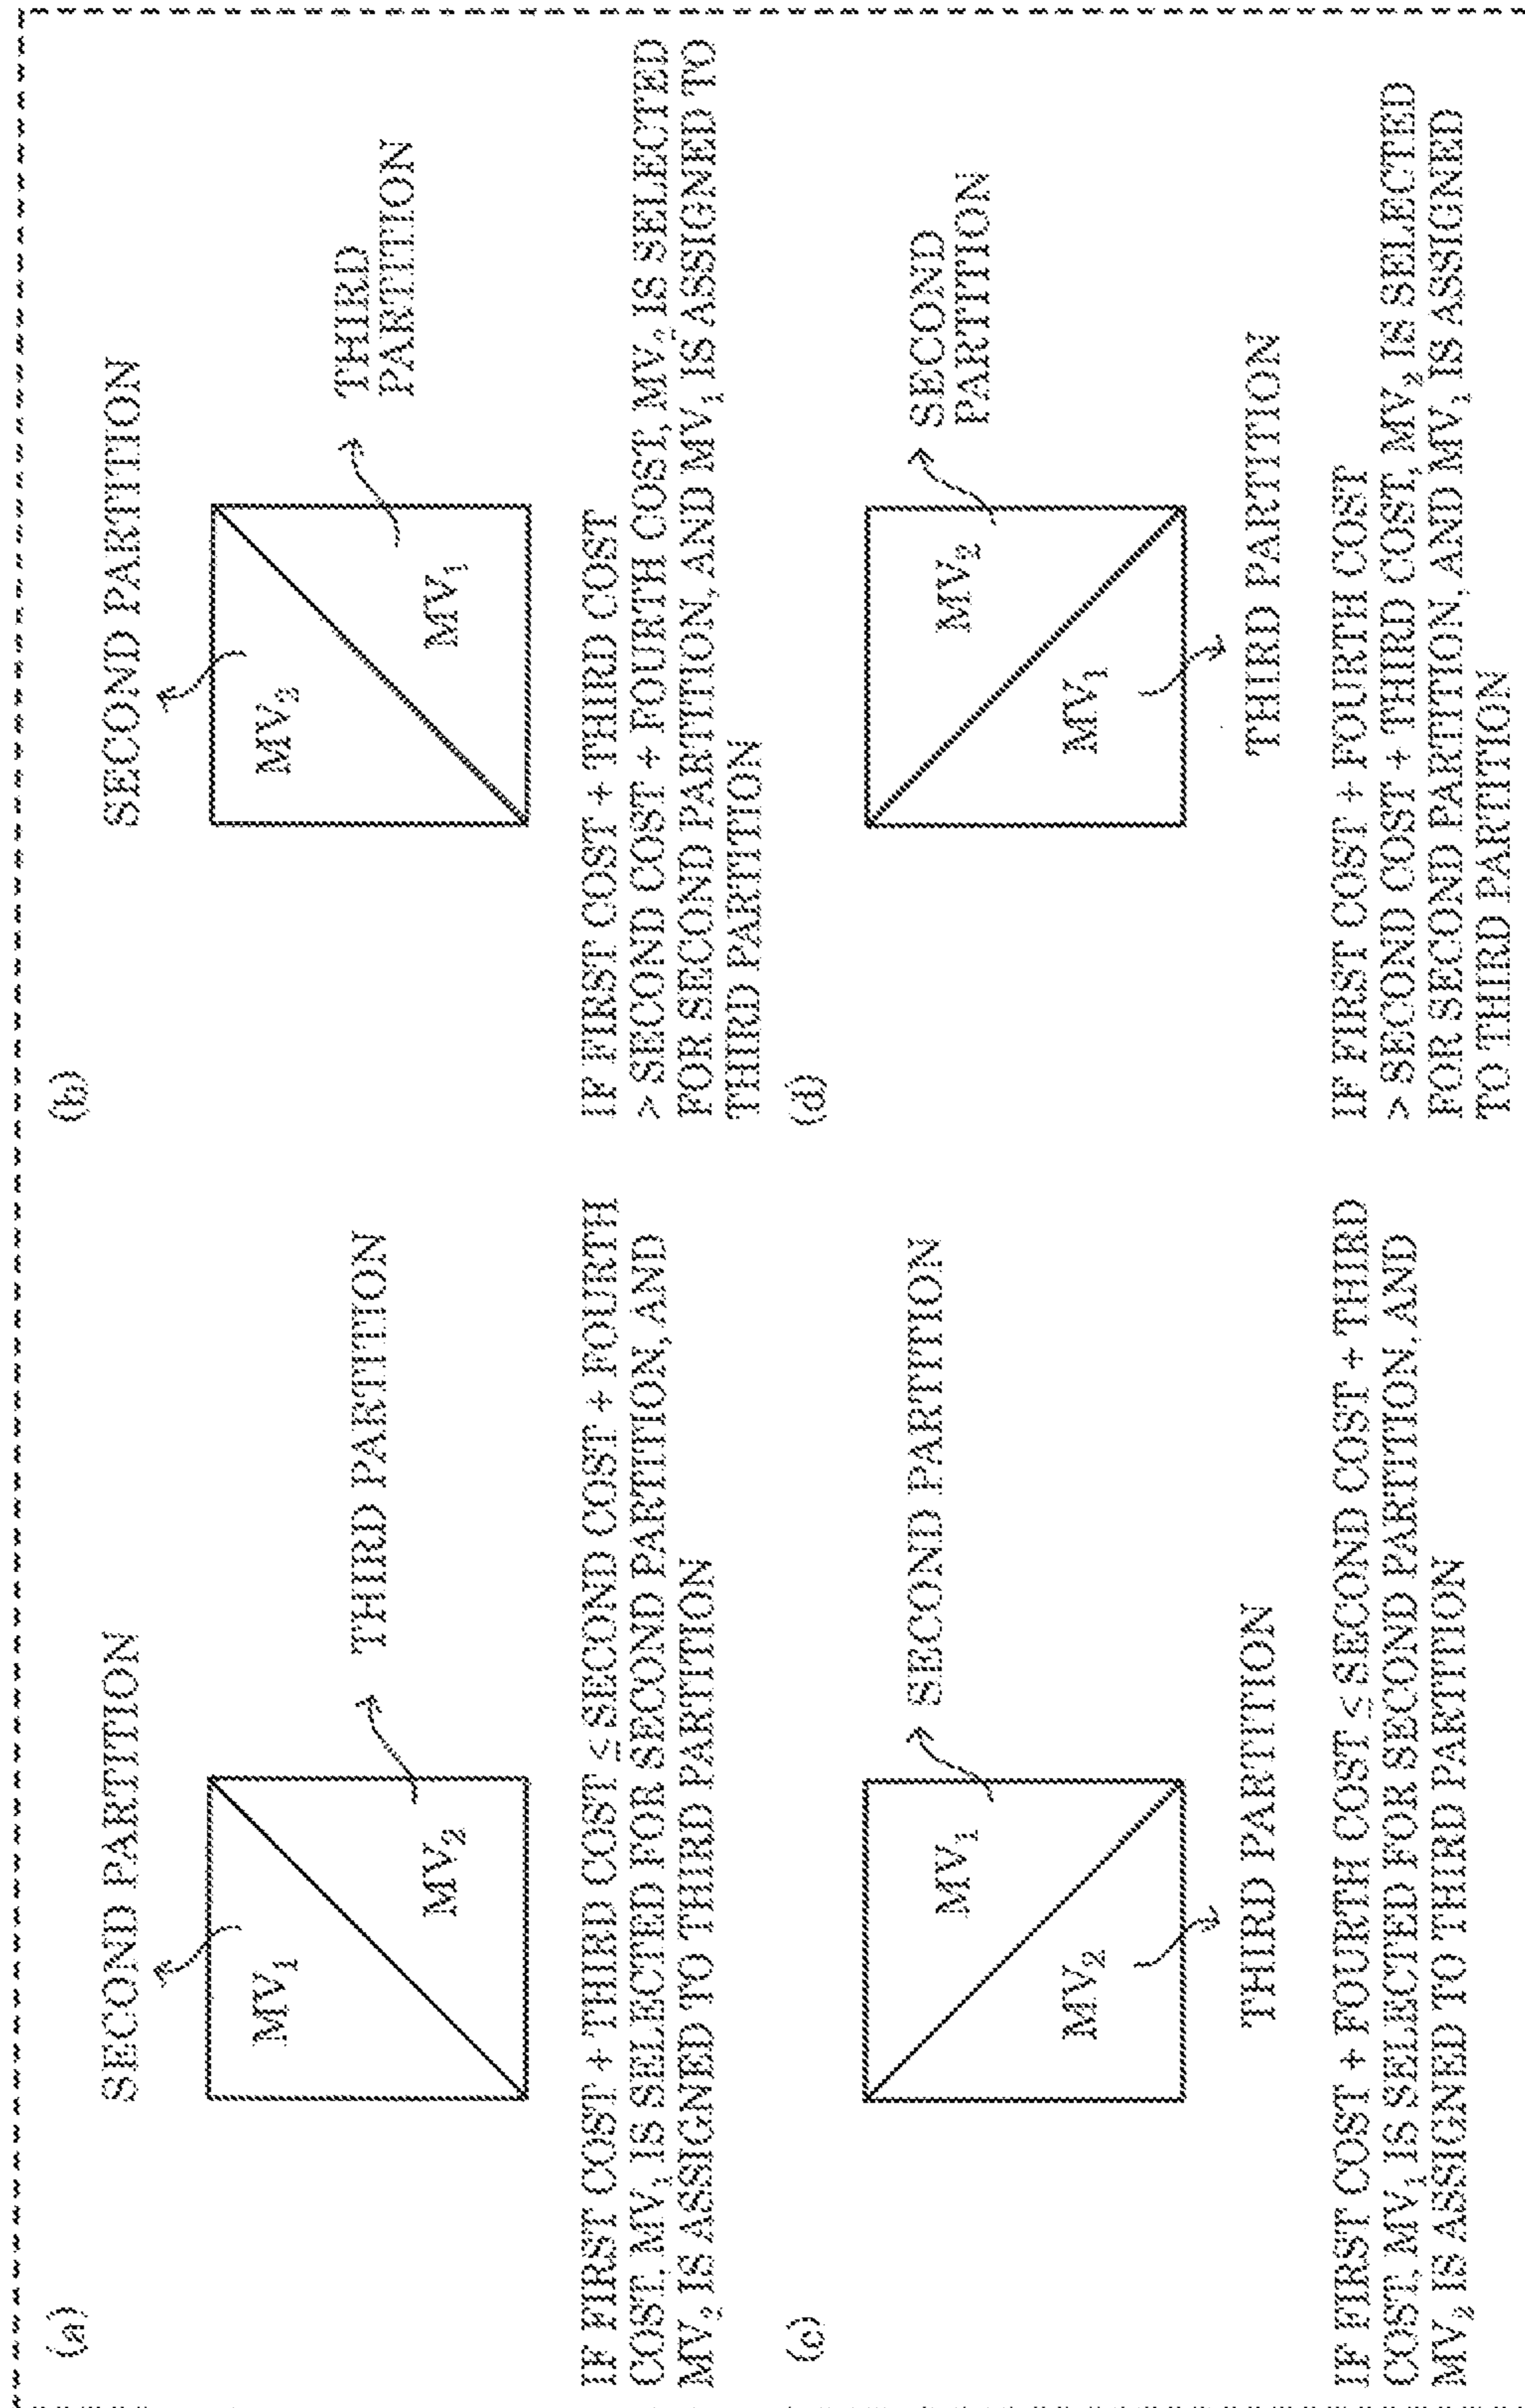 (a)
SECOND PARTITION
MV₁
MV₂
THIRD PARTITION
IF FIRST COST + THIRD COST ≤ SECOND COST + FOURTH
COST, MV₁ IS SELECTED FOR SECOND PARTITION, AND
MV₂ IS ASSIGNED TO THIRD PARTITION
(b)
SECOND PARTITION
MV₂
MV₁
THIRD
PARTITION
IF FIRST COST + THIRD COST
> SECOND COST + FOURTH COST, MV₂ IS SELECTED
FOR SECOND PARTITION, AND MV₁ IS ASSIGNED TO
THIRD PARTITION
(c)
MV₁
SECOND PARTITION
MV₂
THIRD PARTITION
IF FIRST COST + FOURTH COST ≤ SECOND COST + THIRD
COST, MV₁ IS SELECTED FOR SECOND PARTITION, AND
MV₂ IS ASSIGNED TO THIRD PARTITION
(d)
SECOND
PARTITION
MV₂
MV₁
THIRD PARTITION
IF FIRST COST + FOURTH COST
> SECOND COST + THIRD COST, MV₂ IS SELECTED
FOR SECOND PARTITION, AND MV₁ IS ASSIGNED
TO THIRD PARTITION